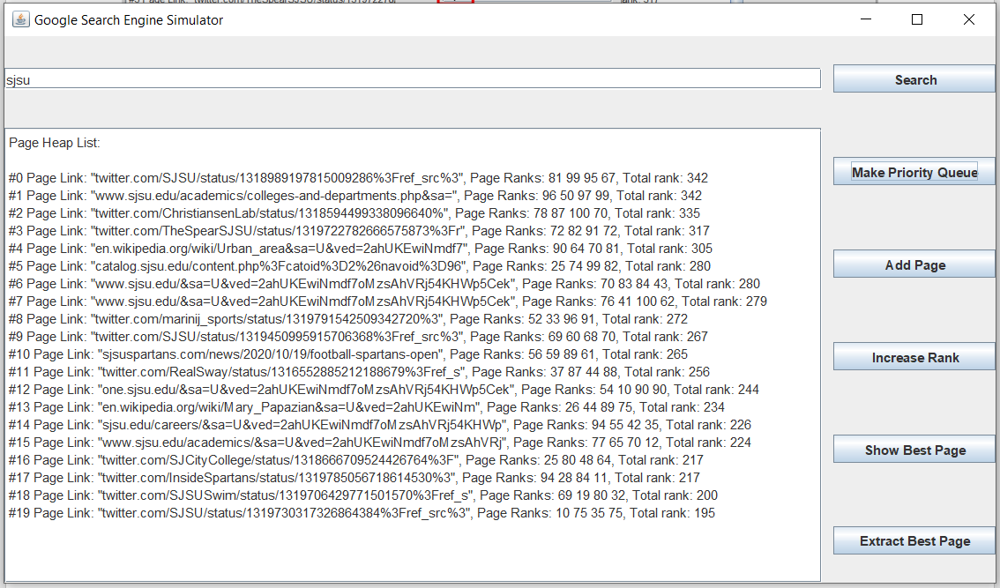 #3 Page Link: "twitter.com/TheSpearSJSU/status/131972278
rank: 317
Google Search Engine Simulator
sjsu
Search
Page Heap List:
Make Priority Queue
#0 Page Link: "twitter.com/SJSU/status/1318989197815009286%3Fref_src%3", Page Ranks: 81 99 95 67, Total rank: 342
#1 Page Link: "www.sjsu.edu/academics/colleges-and-departments.php&sa=", Page Ranks: 96 50 97 99, Total rank: 342
#2 Page Link: "twitter.com/ChristiansenLab/status/1318594499338096640%", Page Ranks: 78 87 100 70, Total rank: 335
#3 Page Link: "twitter.com/TheSpearSJSU/status/1319722782666575873%3Fr", Page Ranks: 72 82 91 72, Total rank: 317
#4 Page Link: "en.wikipedia.org/wiki/Urban_area&sa=U&ved=2ahUKEwiNmdf7", Page Ranks: 90 64 70 81, Total rank: 305
#5 Page Link: "catalog.sjsu.edu/content.php%3Fcatoid%3D2%26navoid%3D96", Page Ranks: 25 74 99 82, Total rank: 280
Add Page
#6 Page Link: "www.sjsu.edu/&sa=U&ved=2ahUKEwiNmdf7oMzsAhVRj54KHWp5Cek", Page Ranks: 70 83 84 43, Total rank: 280
#7 Page Link: "www.sjsu.edu/&sa=U&ved=2ahUKEwiNmdf7oMzsAhVRj54KHWp5Cek", Page Ranks: 76 41 100 62, Total rank: 279
#8 Page Link: "twitter.com/marinij_sports/status/1319791542509342720%3", Page Ranks: 52 33 96 91, Total rank: 272
#9 Page Link: "twitter.com/SJSU/status/1319450995915706368%3Fref_src%3", Page Ranks: 69 60 68 70, Total rank: 267
#10 Page Link: "sjsuspartans.com/news/2020/10/19/football-spartans-open", Page Ranks: 56 59 89 61, Total rank: 265
Increase Rank
#11 Page Link: "twitter.com/RealSway/status/1316552885212188679%3Fref_s", Page Ranks: 37 87 44 88, Total rank: 256
#12 Page Link: "one.sjsu.edu/&sa=U&ved=2ahUKEwiNmdf7oMzsAhVRj54KHWp5Cek", Page Ranks: 54 10 90 90, Total rank: 244
#13 Page Link: "en.wikipedia.org/wiki/Mary_Papazian&sa=U&ved=2ahUKEwiNm", Page Ranks: 26 44 89 75, Total rank: 234
#14 Page Link: "sjsu.edu/careers/&sa=U&ved=2ahUKEwiNmdf7oMzsAhVRj54KHWp", Page Ranks: 94 55 42 35, Total rank: 226
#15 Page Link: "www.sjsu.edu/academics/&sa=U&ved=2ahUKEwiNmdf7oMzsAhVRj", Page Ranks: 77 65 70 12, Total rank: 224
Show Best Page
#16 Page Link: "twitter.com/SJCityCollege/status/1318666709524426764%3F", Page Ranks: 25 80 48 64, Total rank: 217
#17 Page Link: "twitter.com/InsideSpartans/status/1319785056718614530%3", Page Ranks: 94 28 84 11, Total rank: 217
#18 Page Link: "twitter.com/SJSUSwim/status/1319706429771501570%3Fref_s", Page Ranks: 69 19 80 32, Total rank: 200
#19 Page Link: "twitter.com/SJSU/status/1319730317326864384%3Fref_src%3", Page Ranks: 10 75 35 75, Total rank: 195
Extract Best Page